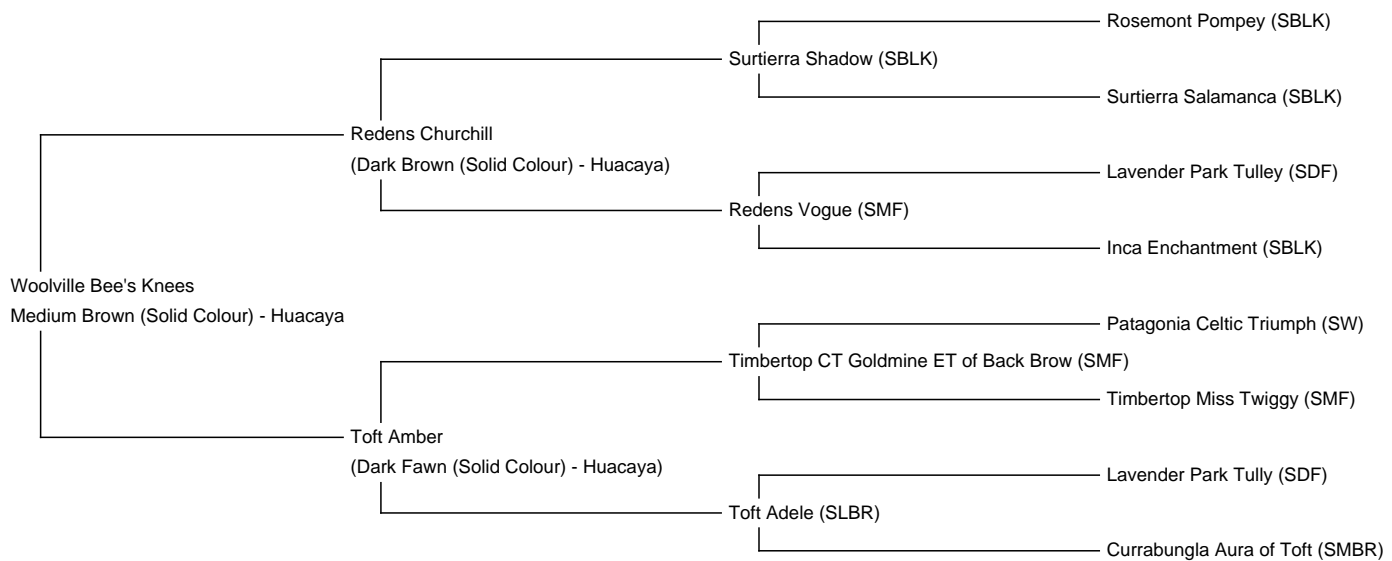 Rosemont Pompey (SBLK)
Surtierra Shadow (SBLK)
Surtierra Salamanca (SBLK)
Redens Churchill
(Dark Brown (Solid Colour) - Huacaya)
Lavender Park Tulley (SDF)
Redens Vogue (SMF)
Inca Enchantment (SBLK)
Woolville Bee's Knees
Medium Brown (Solid Colour) - Huacaya
Patagonia Celtic Triumph (SW)
Timbertop CT Goldmine ET of Back Brow (SMF)
Timbertop Miss Twiggy (SMF)
Toft Amber
(Dark Fawn (Solid Colour) - Huacaya)
Lavender Park Tully (SDF)
Toft Adele (SLBR)
Currabungla Aura of Toft (SMBR)